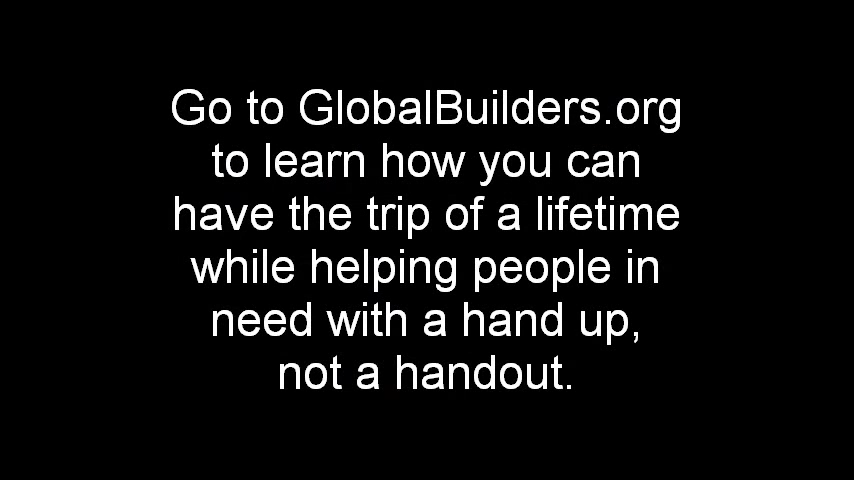 Go to GlobalBuilders.org
to learn how you can
have the trip of a lifetime
while helping people in
need with a hand up,
not a handout.